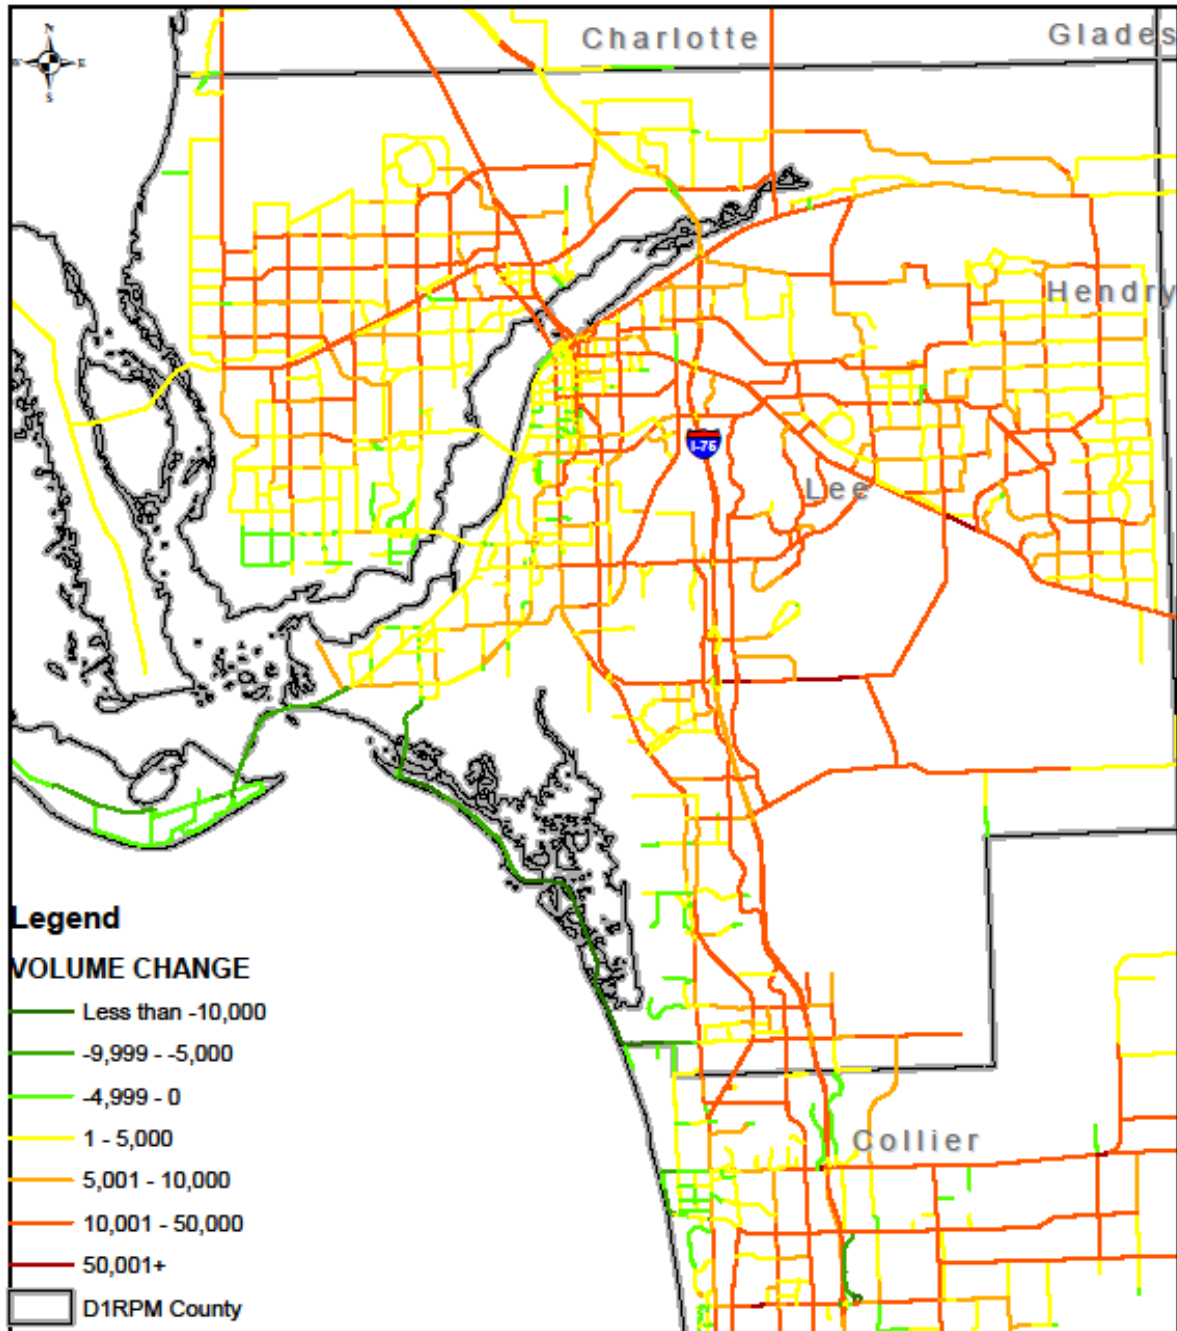 Charlotte
Glades
N
W E
S
Hendry
I-75
Lee
Legend
VOLUME CHANGE
Less than -10,000
-9,999 - -5,000
-4,999 - 0
1 - 5,000
5,001 - 10,000
10,001 - 50,000
50,001+
D1RPM County
Collier